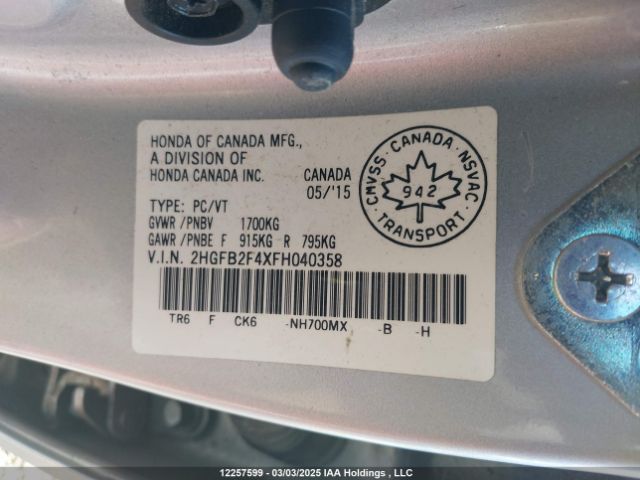 HONDA OF CANADA MFG.,
A DIVISION OF
HONDA CANADA INC.
CANADA
05/'15
TYPE: PC/VT
GVWR /PNBV 1700KG
GAWR /PNBE F 915KG R 795KG
V.I.N. 2HGFB2F4XFH040358
TR6 F CK6 -NH700MX -B -H
CMVSS · CANADA · NSVAC
942
· TRANSPORT ·
12257599 - 03/03/2025 IAA Holdings , LLC